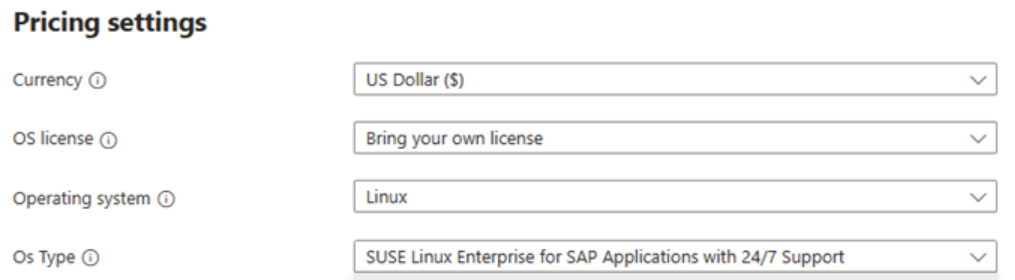 Pricing settings
Currency
US Dollar ($)
OS license
Bring your own license
Operating system
Linux
Os Type
SUSE Linux Enterprise for SAP Applications with 24/7 Support